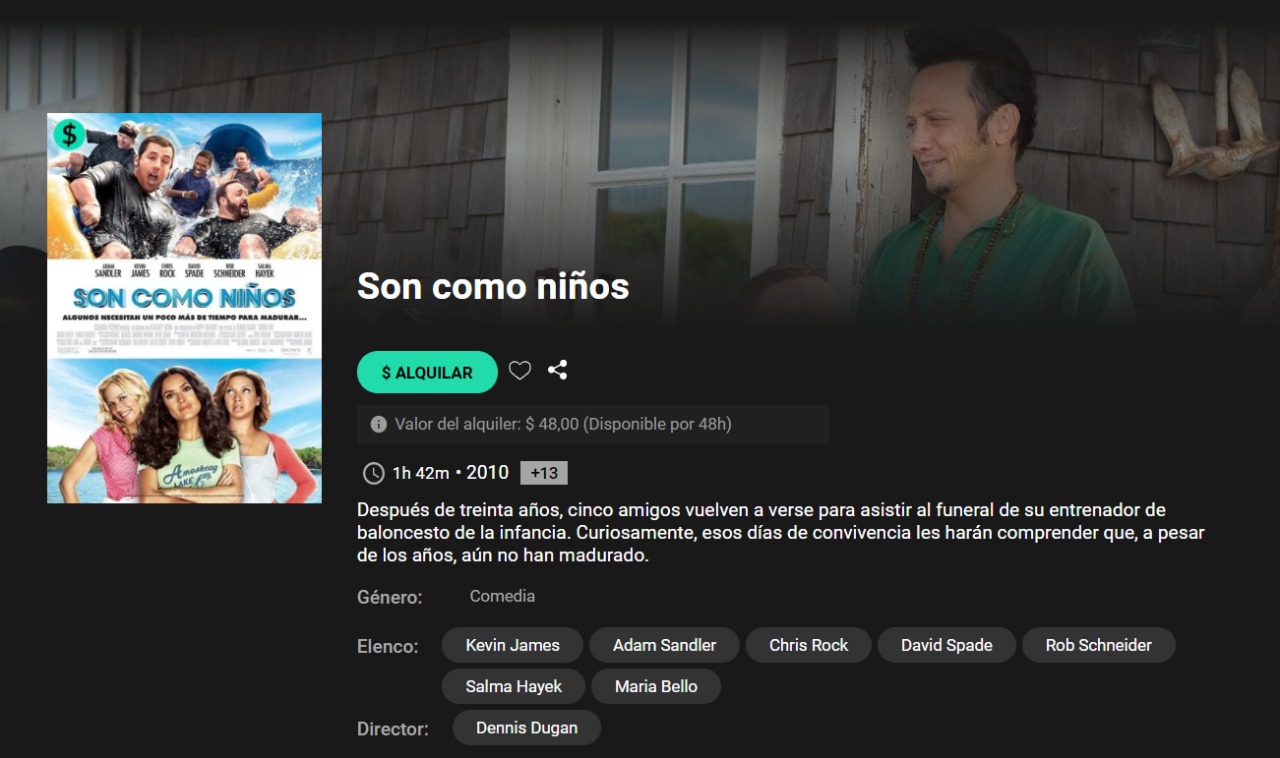 $
ADAM SANDLER KEVIN JAMES CHRIS ROCK DAVID SPADE ROB SCHNEIDER SALMA HAYEK
SON COMO NIÑOS
ALGUNOS NECESITAN UN POCO MÁS DE TIEMPO PARA MADURAR...
SONY
Amoskeag
LAKE
Son como niños
$ ALQUILAR
Valor del alquiler: $ 48,00 (Disponible por 48h)
1h 42m • 2010 +13
Después de treinta años, cinco amigos vuelven a verse para asistir al funeral de su entrenador de
baloncesto de la infancia. Curiosamente, esos días de convivencia les harán comprender que, a pesar
de los años, aún no han madurado.
Género: Comedia
Elenco: Kevin James Adam Sandler Chris Rock David Spade Rob Schneider
Salma Hayek Maria Bello
Director: Dennis Dugan